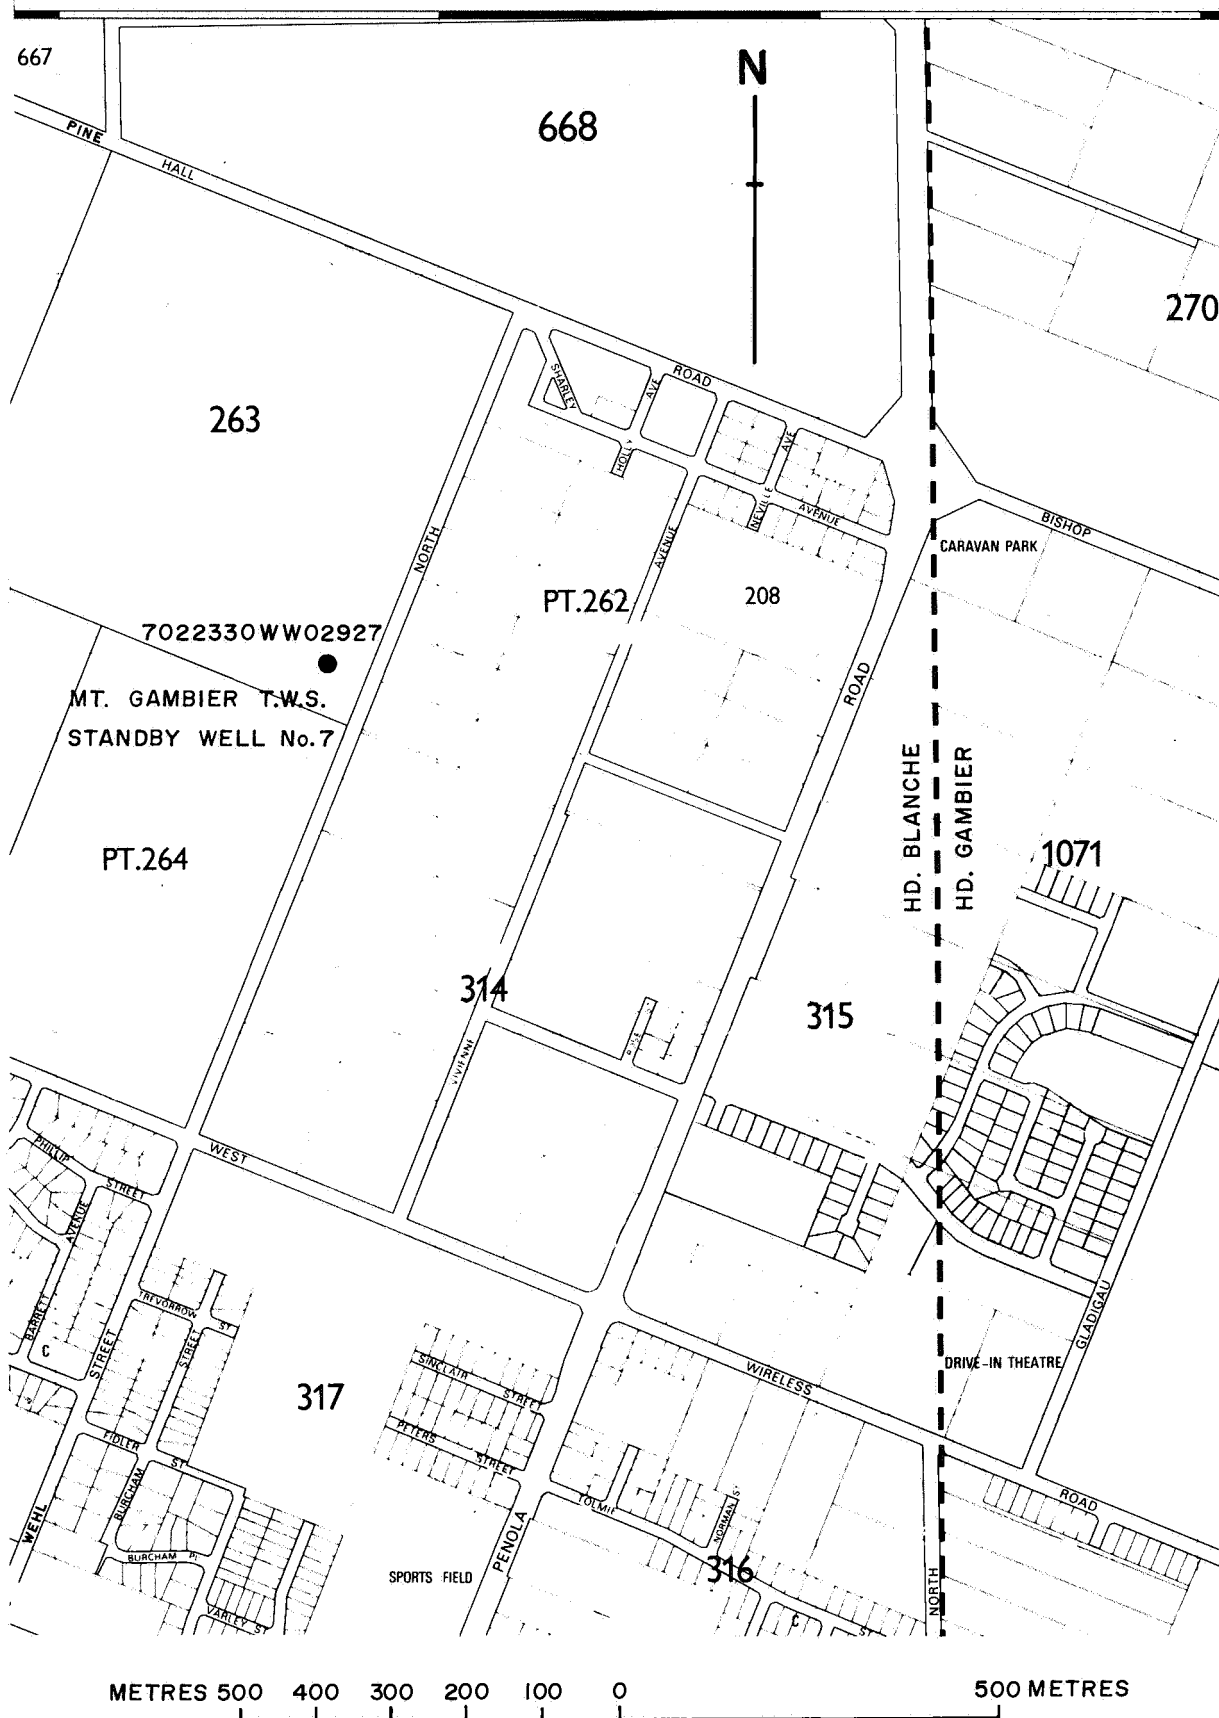 667
N
668
PINE
HALL
270
ROAD
SHARLEY
AVE
263
HOLLY
AVE
NEVILLE
AVENUE
BISHOP
NORTH
AVENUE
CARAVAN PARK
PT.262
208
7022330WW02927
MT. GAMBIER T.W.S.
STANDBY WELL No.7
ROAD
HD. BLANCHE
HD. GAMBIER
PT.264
1071
314
315
VIVIENNE
WEST
PHILLIP
STREET
AVENUE
BARRETT
TREVORROW
ST
STREET
STREET
C
GLADIGAU
DRIVE-IN THEATRE
SINCLAIR
STREET
WIRELESS
317
PETERS
STREET
FIDLER
ST
BURCHAM
WEHL
BURCHAM PL
TOLMIE
NORMAN ST
ROAD
PENOLA
316
SPORTS FIELD
NORTH
VARLEY ST
C
ST
METRES 500 400 300 200 100 0 500 METRES